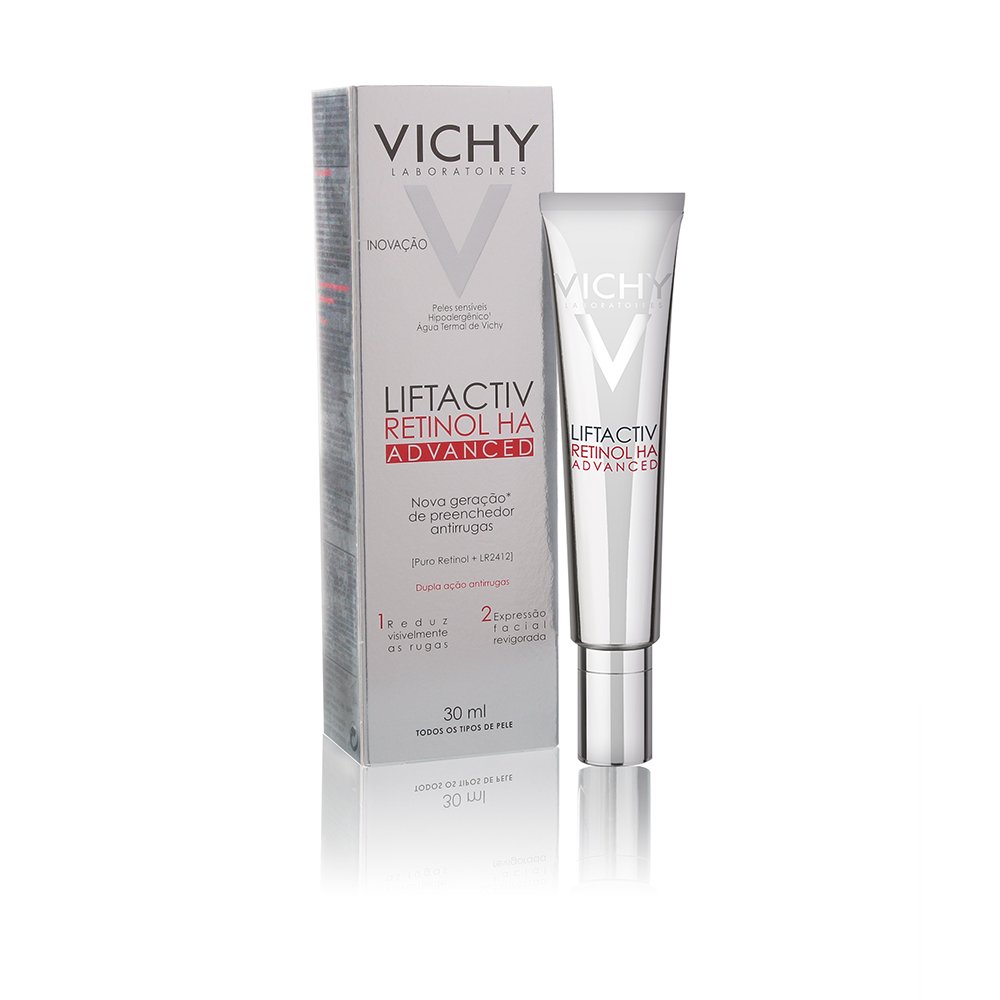 VICHY
LABORATOIRES
INOVAÇÃO
Peles sensíveis
Hipoalergênico¹
Água Termal de Vichy
LIFTACTIV
RETINOL HA
ADVANCED
Nova geração*
de preenchedor
antirrugas
[Puro Retinol + LR2412]
Dupla ação antirrugas
1 Reduz
visivelmente
as rugas
2 Expressão
facial
revigorada
30 ml
TODOS OS TIPOS DE PELE
VICHY
LABORATOIRES
LIFTACTIV
RETINOL HA
ADVANCED